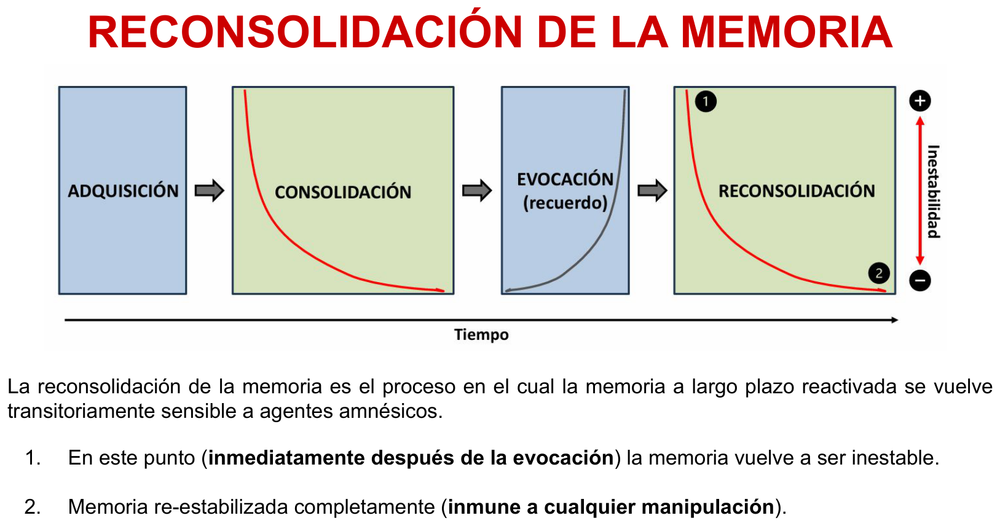 RECONSOLIDACIÓN DE LA MEMORIA
ADQUISICIÓN
CONSOLIDACIÓN
EVOCACIÓN
(recuerdo)
1
RECONSOLIDACIÓN
2
+
Inestabilidad
−
Tiempo
La reconsolidación de la memoria es el proceso en el cual la memoria a largo plazo reactivada se vuelve
transitoriamente sensible a agentes amnésicos.
1. En este punto (inmediatamente después de la evocación) la memoria vuelve a ser inestable.
2. Memoria re-estabilizada completamente (inmune a cualquier manipulación).